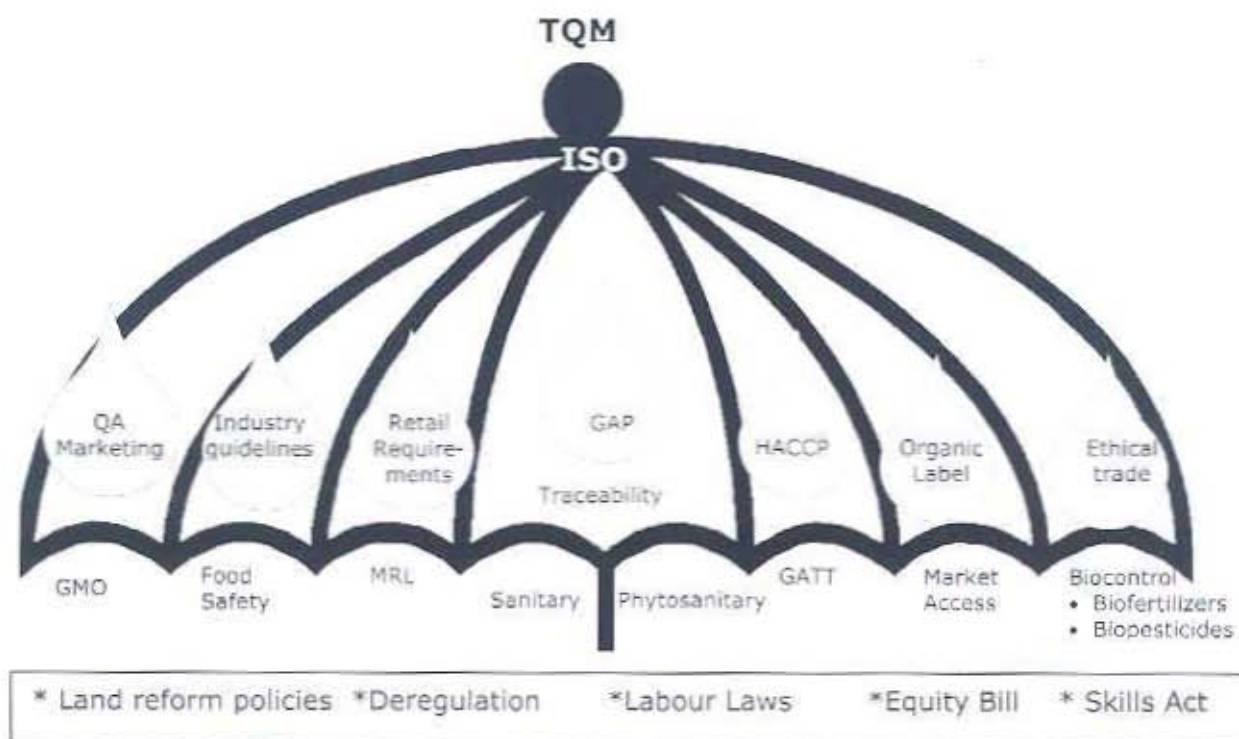 TQM
ISO
QA
Marketing
Industry
guidelines
Retail
Require-
ments
GAP
Traceability
HACCP
Organic
Label
Ethical
trade
GMO
Food
Safety
MRL
Sanitary
Phytosanitary
GATT
Market
Access
Biocontrol
• Biofertilizers
• Biopesticides
* Land reform policies *Deregulation *Labour Laws *Equity Bill * Skills Act